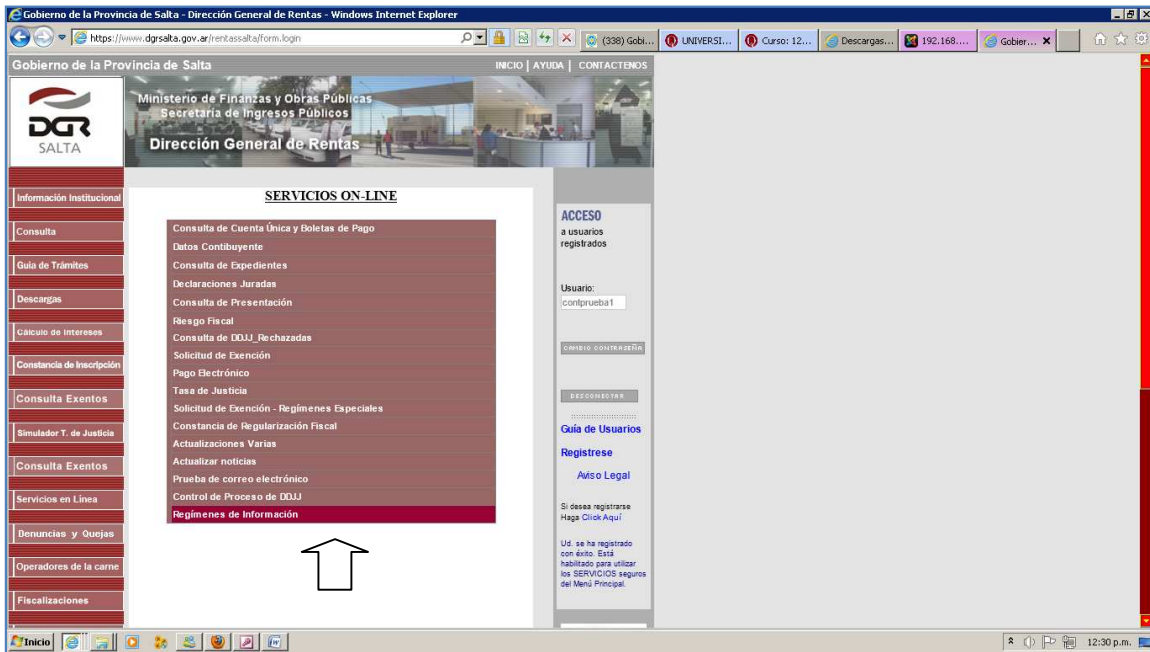 Gobierno de la Provincia de Salta - Dirección General de Rentas - Windows Internet Explorer
https://www.dgrsalta.gov.ar/rentassalta/form.login
(338) Gobi...
UNIVERSI...
Curso: 12...
Descargas...
192.168....
Gobier...
Gobierno de la Provincia de Salta
INICIO | AYUDA | CONTACTENOS
DGR
SALTA
Ministerio de Finanzas y Obras Públicas
Secretaría de Ingresos Públicos
Dirección General de Rentas
Información Institucional
Consulta
Guia de Trámites
Descargas
Cálculo de Intereses
Constancia de Inscripción
Consulta Exentos
Simulador T. de Justicia
Consulta Exentos
Servicios en Línea
Denuncias y Quejas
Operadores de la carne
Fiscalizaciones
SERVICIOS ON-LINE
Consulta de Cuenta Única y Boletas de Pago
Datos Contibuyente
Consulta de Expedientes
Declaraciones Juradas
Consulta de Presentación
Riesgo Fiscal
Consulta de DDJJ_Rechazadas
Solicitud de Exención
Pago Electrónico
Tasa de Justicia
Solicitud de Exención - Regímenes Especiales
Constancia de Regularización Fiscal
Actualizaciones Varias
Actualizar noticias
Prueba de correo electrónico
Control de Proceso de DDJJ
Regímenes de Información
ACCESO
a usuarios
registrados
Usuario:
contprueba1
CAMBIO CONTRASEÑA
DESCONECTAR
Guía de Usuarios
Registrese
Aviso Legal
Si desea registrarse
Haga Click Aquí
Ud. se ha registrado
con éxito. Está
habilitado para utilizar
los SERVICIOS seguros
del Menú Principal.
Inicio
12:30 p.m.